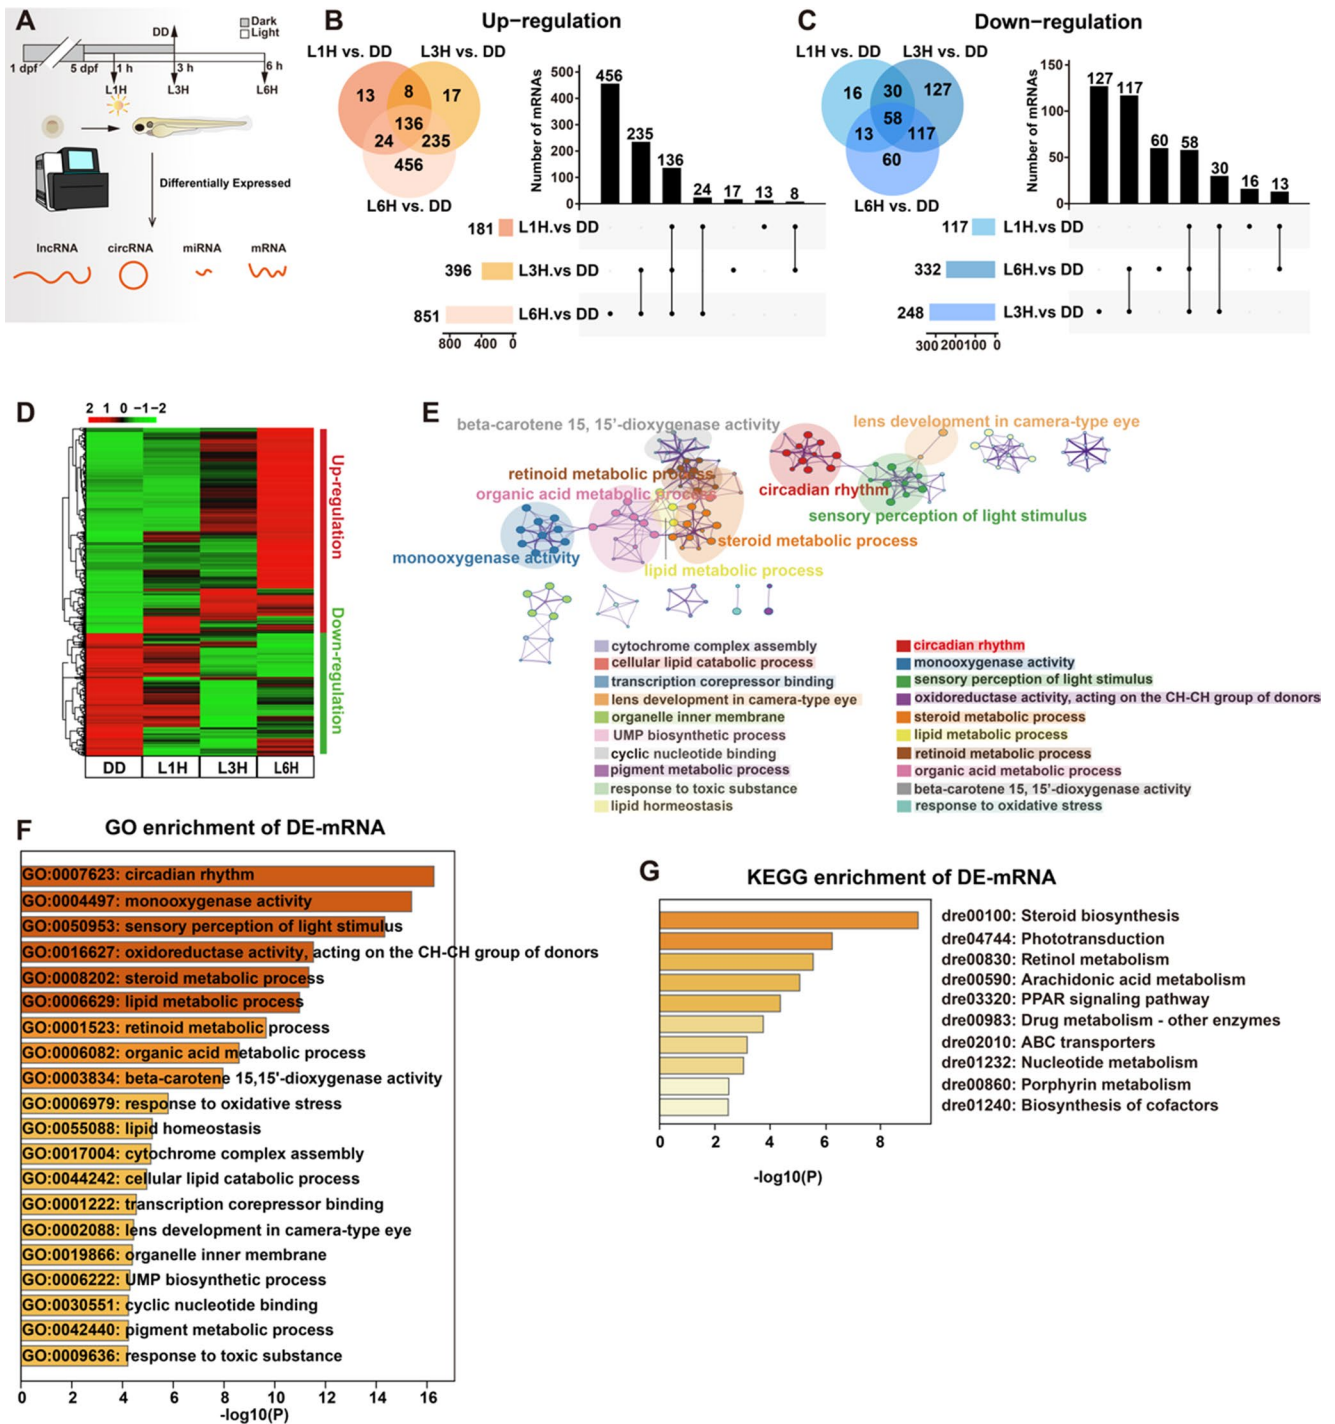 A
Dark
Light
DD
1 dpf
5 dpf
1 h
3 h
6 h
L1H
L3H
L6H
Differentially Expressed
lncRNA
circRNA
miRNA
mRNA
B
Up−regulation
L1H vs. DD
L3H vs. DD
13
8
17
136
24
235
456
L6H vs. DD
Number of mRNAs
500
400
300
200
100
0
456
235
136
24
17
13
8
181
L1H.vs DD
396
L3H.vs DD
851
L6H.vs DD
800
400
0
C
Down−regulation
L1H vs. DD
L3H vs. DD
16
30
127
58
13
117
60
L6H vs. DD
Number of mRNAs
150
100
50
0
127
117
60
58
30
16
13
117
L1H.vs DD
332
L6H.vs DD
248
L3H.vs DD
300
200
100
0
D
2 1 0 −1−2
Up-regulation
Down-regulation
DD
L1H
L3H
L6H
E
beta-carotene 15, 15’-dioxygenase activity
lens development in camera-type eye
retinoid metabolic process
organic acid metabolic process
circadian rhythm
sensory perception of light stimulus
steroid metabolic process
monooxygenase activity
lipid metabolic process
cytochrome complex assembly
cellular lipid catabolic process
transcription corepressor binding
lens development in camera-type eye
organelle inner membrane
UMP biosynthetic process
cyclic nucleotide binding
pigment metabolic process
response to toxic substance
lipid hormeostasis
circadian rhythm
monooxygenase activity
sensory perception of light stimulus
oxidoreductase activity, acting on the CH-CH group of donors
steroid metabolic process
lipid metabolic process
retinoid metabolic process
organic acid metabolic process
beta-carotene 15, 15’-dioxygenase activity
response to oxidative stress
F
GO enrichment of DE-mRNA
GO:0007623: circadian rhythm
GO:0004497: monooxygenase activity
GO:0050953: sensory perception of light stimulus
GO:0016627: oxidoreductase activity, acting on the CH-CH group of donors
GO:0008202: steroid metabolic process
GO:0006629: lipid metabolic process
GO:0001523: retinoid metabolic process
GO:0006082: organic acid metabolic process
GO:0003834: beta-carotene 15,15'-dioxygenase activity
GO:0006979: response to oxidative stress
GO:0055088: lipid homeostasis
GO:0017004: cytochrome complex assembly
GO:0044242: cellular lipid catabolic process
GO:0001222: transcription corepressor binding
GO:0002088: lens development in camera-type eye
GO:0019866: organelle inner membrane
GO:0006222: UMP biosynthetic process
GO:0030551: cyclic nucleotide binding
GO:0042440: pigment metabolic process
GO:0009636: response to toxic substance
0 2 4 6 8 10 12 14 16
-log10(P)
G
KEGG enrichment of DE-mRNA
dre00100: Steroid biosynthesis
dre04744: Phototransduction
dre00830: Retinol metabolism
dre00590: Arachidonic acid metabolism
dre03320: PPAR signaling pathway
dre00983: Drug metabolism - other enzymes
dre02010: ABC transporters
dre01232: Nucleotide metabolism
dre00860: Porphyrin metabolism
dre01240: Biosynthesis of cofactors
0 2 4 6 8
-log10(P)